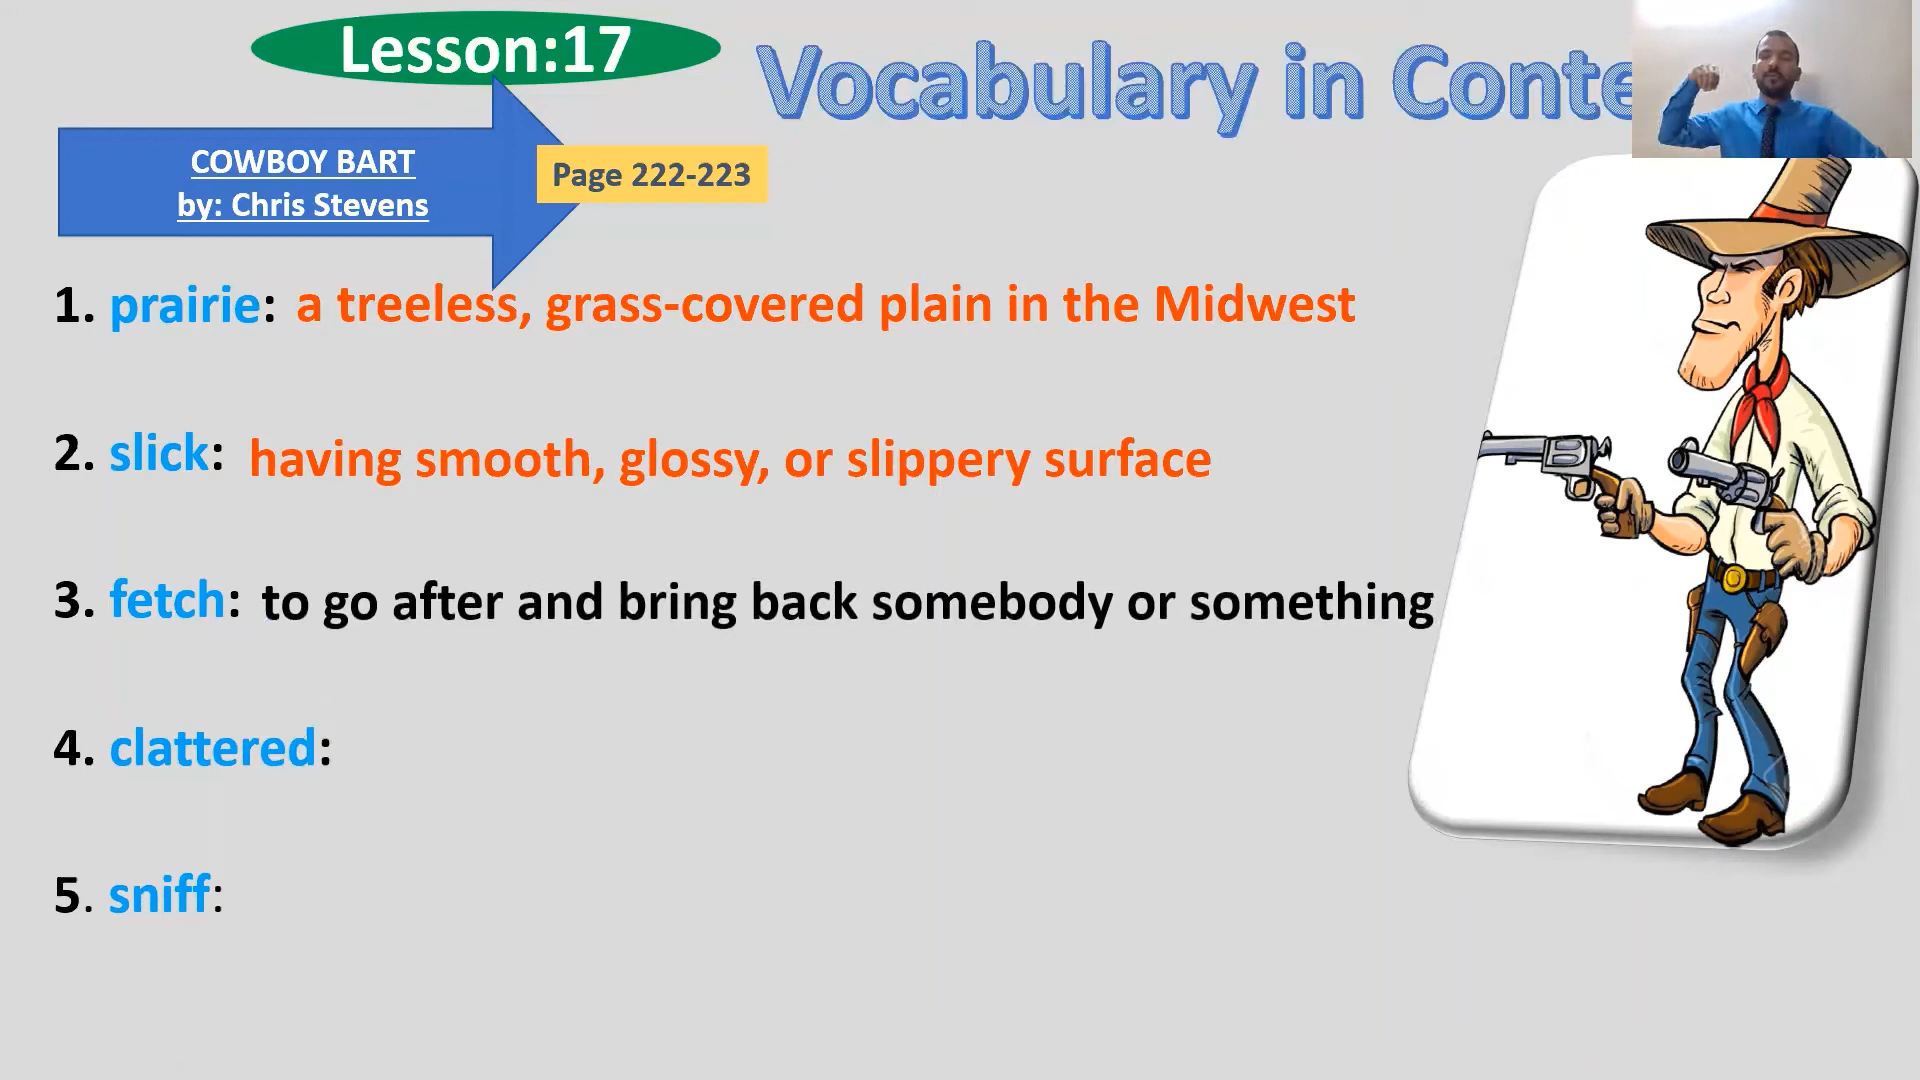 Lesson:17
Vocabulary in Conte
COWBOY BART
by: Chris Stevens
Page 222-223
1. prairie: a treeless, grass-covered plain in the Midwest
2. slick: having smooth, glossy, or slippery surface
3. fetch: to go after and bring back somebody or something
4. clattered:
5. sniff: